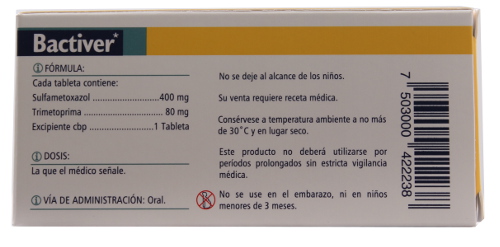 Bactiver*
FÓRMULA:
Cada tableta contiene:
Sulfametoxazol ............................400 mg
Trimetoprima ............................... 80 mg
Excipiente cbp ............................1 Tableta
DOSIS:
La que el médico señale.
VÍA DE ADMINISTRACIÓN: Oral.
No se deje al alcance de los niños.
Su venta requiere receta médica.
Consérvese a temperatura ambiente a no más
de 30˚C y en lugar seco.
Este producto no deberá utilizarse por
períodos prolongados sin estricta vigilancia
médica.
No se use en el embarazo, ni en niños
menores de 3 meses.
7 503000 422238